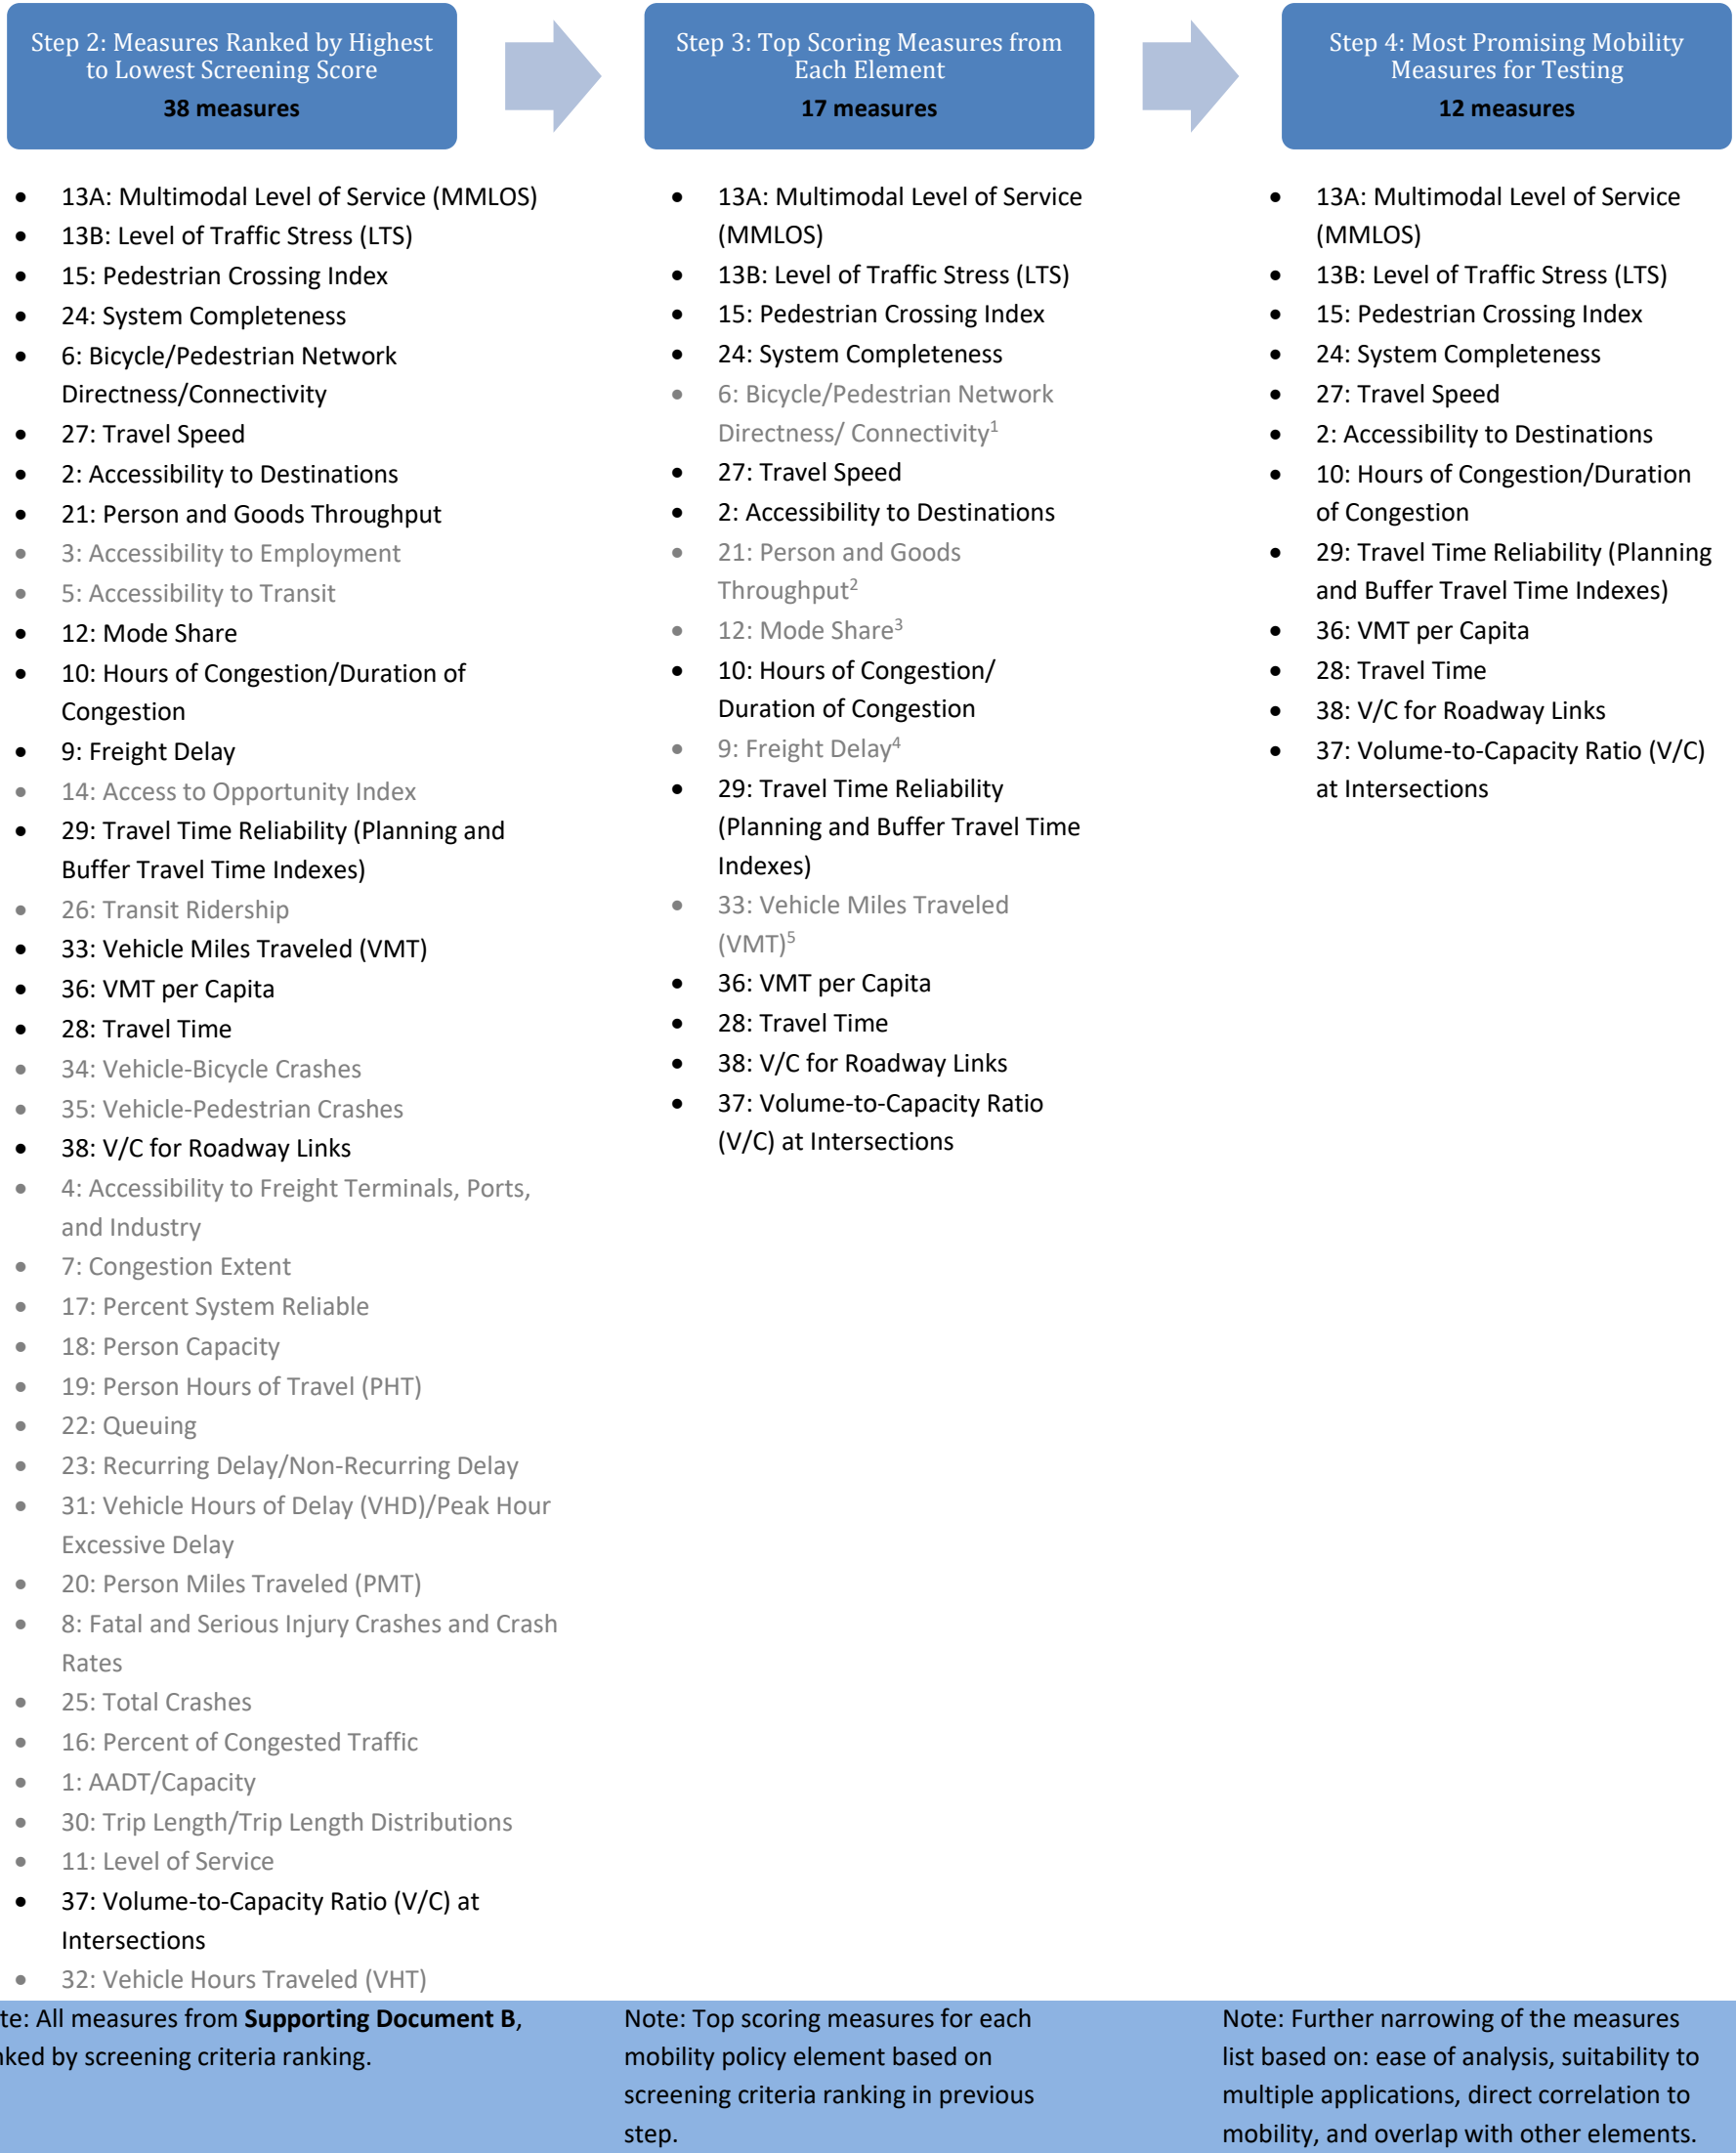 Step 2: Measures Ranked by Highest
to Lowest Screening Score
38 measures
• 13A: Multimodal Level of Service (MMLOS)
• 13B: Level of Traffic Stress (LTS)
• 15: Pedestrian Crossing Index
• 24: System Completeness
• 6: Bicycle/Pedestrian Network
Directness/Connectivity
• 27: Travel Speed
• 2: Accessibility to Destinations
• 21: Person and Goods Throughput
• 3: Accessibility to Employment
• 5: Accessibility to Transit
• 12: Mode Share
• 10: Hours of Congestion/Duration of
Congestion
• 9: Freight Delay
• 14: Access to Opportunity Index
• 29: Travel Time Reliability (Planning and
Buffer Travel Time Indexes)
• 26: Transit Ridership
• 33: Vehicle Miles Traveled (VMT)
• 36: VMT per Capita
• 28: Travel Time
• 34: Vehicle-Bicycle Crashes
• 35: Vehicle-Pedestrian Crashes
• 38: V/C for Roadway Links
• 4: Accessibility to Freight Terminals, Ports,
and Industry
• 7: Congestion Extent
• 17: Percent System Reliable
• 18: Person Capacity
• 19: Person Hours of Travel (PHT)
• 22: Queuing
• 23: Recurring Delay/Non-Recurring Delay
• 31: Vehicle Hours of Delay (VHD)/Peak Hour
Excessive Delay
• 20: Person Miles Traveled (PMT)
• 8: Fatal and Serious Injury Crashes and Crash
Rates
• 25: Total Crashes
• 16: Percent of Congested Traffic
• 1: AADT/Capacity
• 30: Trip Length/Trip Length Distributions
• 11: Level of Service
• 37: Volume-to-Capacity Ratio (V/C) at
Intersections
• 32: Vehicle Hours Traveled (VHT)
te: All measures from Supporting Document B,
nked by screening criteria ranking.
Step 3: Top Scoring Measures from
Each Element
17 measures
• 13A: Multimodal Level of Service
(MMLOS)
• 13B: Level of Traffic Stress (LTS)
• 15: Pedestrian Crossing Index
• 24: System Completeness
• 6: Bicycle/Pedestrian Network
Directness/ Connectivity¹
• 27: Travel Speed
• 2: Accessibility to Destinations
• 21: Person and Goods
Throughput²
• 12: Mode Share³
• 10: Hours of Congestion/
Duration of Congestion
• 9: Freight Delay⁴
• 29: Travel Time Reliability
(Planning and Buffer Travel Time
Indexes)
• 33: Vehicle Miles Traveled
(VMT)⁵
• 36: VMT per Capita
• 28: Travel Time
• 38: V/C for Roadway Links
• 37: Volume-to-Capacity Ratio
(V/C) at Intersections
Note: Top scoring measures for each
mobility policy element based on
screening criteria ranking in previous
step.
Step 4: Most Promising Mobility
Measures for Testing
12 measures
• 13A: Multimodal Level of Service
(MMLOS)
• 13B: Level of Traffic Stress (LTS)
• 15: Pedestrian Crossing Index
• 24: System Completeness
• 27: Travel Speed
• 2: Accessibility to Destinations
• 10: Hours of Congestion/Duration
of Congestion
• 29: Travel Time Reliability (Planning
and Buffer Travel Time Indexes)
• 36: VMT per Capita
• 28: Travel Time
• 38: V/C for Roadway Links
• 37: Volume-to-Capacity Ratio (V/C)
at Intersections
Note: Further narrowing of the measures
list based on: ease of analysis, suitability to
multiple applications, direct correlation to
mobility, and overlap with other elements.